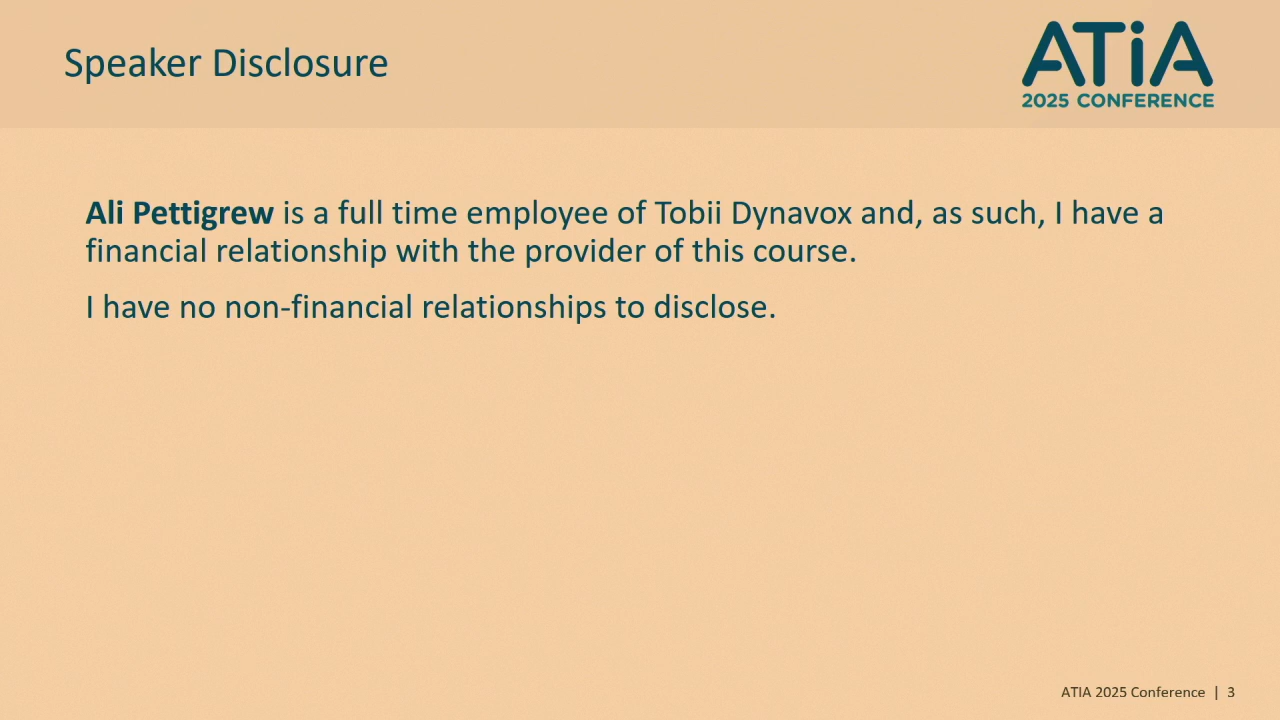 Speaker Disclosure
ATiA
2025 CONFERENCE
Ali Pettigrew is a full time employee of Tobii Dynavox and, as such, I have a
financial relationship with the provider of this course.
I have no non-financial relationships to disclose.
ATIA 2025 Conference | 3